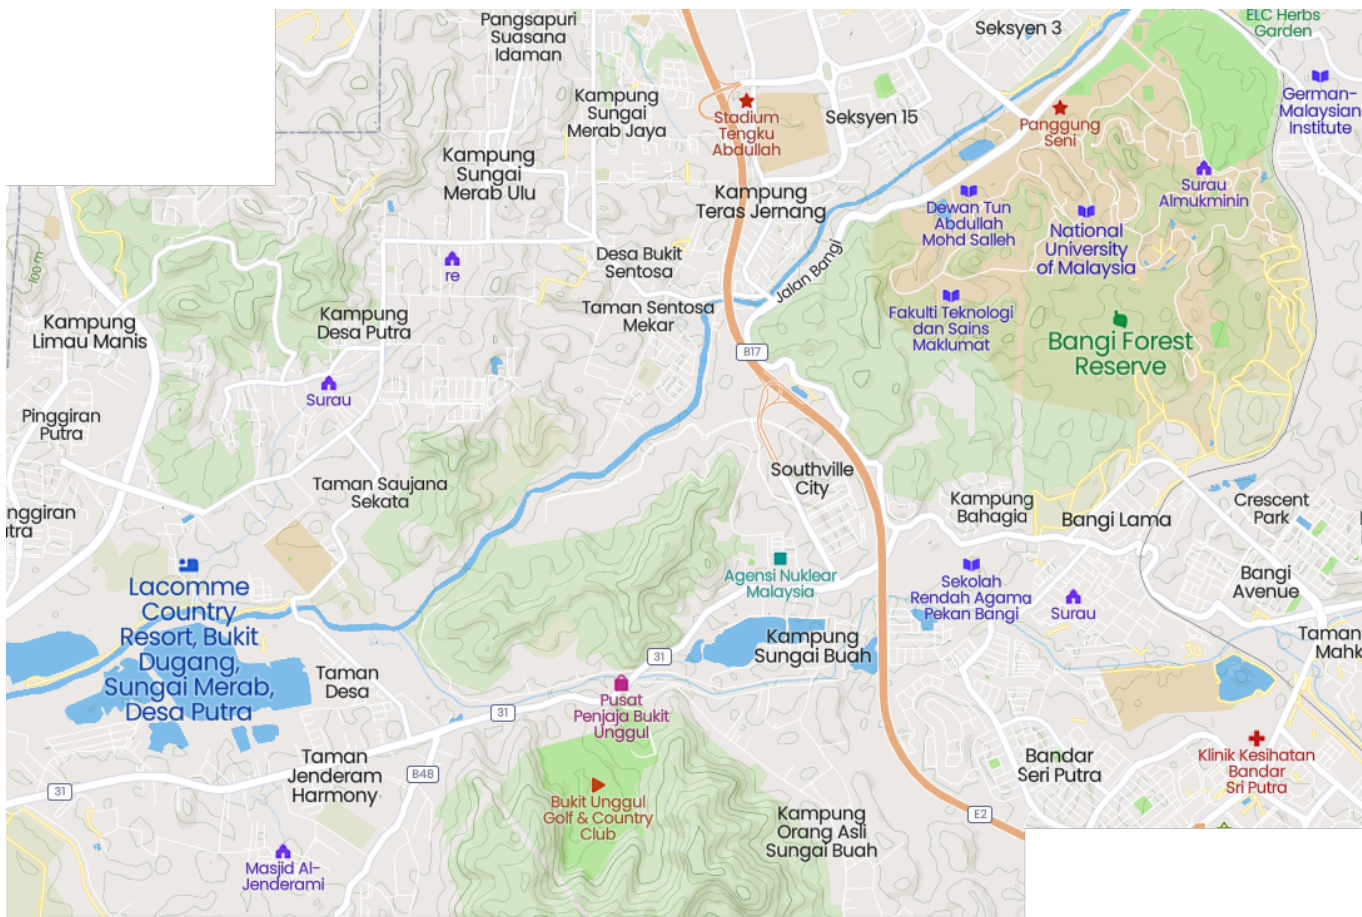 Pangsapuri
Suasana
Idaman
Seksyen 3
ELC Herbs
Garden
Kampung
Sungai
Merab Jaya
Stadium
Tengku
Abdullah
Seksyen 15
Panggung
Seni
German-
Malaysian
Institute
Kampung
Sungai
Merab Ulu
Kampung
Teras Jernang
Surau
Almukminin
Dewan Tun
Abdullah
Mohd Salleh
National
University
of Malaysia
100 m
re
Desa Bukit
Sentosa
Jalan Bangi
Taman Sentosa
Mekar
Kampung
Limau Manis
Kampung
Desa Putra
Fakulti Teknologi
dan Sains
Maklumat
Bangi Forest
Reserve
B17
Surau
Pinggiran
Putra
Taman Saujana
Sekata
Southville
City
nggiran
tra
Kampung
Bahagia
Bangi Lama
Crescent
Park
Lacomme
Country
Resort, Bukit
Dugang,
Sungai Merab,
Desa Putra
Agensi Nuklear
Malaysia
Sekolah
Rendah Agama
Pekan Bangi
Surau
Bangi
Avenue
Kampung
Sungai Buah
Taman
Mahk
31
Taman
Desa
Pusat
Penjaja Bukit
Unggul
31
Taman
Jenderam
Harmony
B48
31
Bandar
Seri Putra
Klinik Kesihatan
Bandar
Sri Putra
Bukit Unggul
Golf & Country
Club
Kampung
Orang Asli
Sungai Buah
E2
Masjid Al-
Jenderami